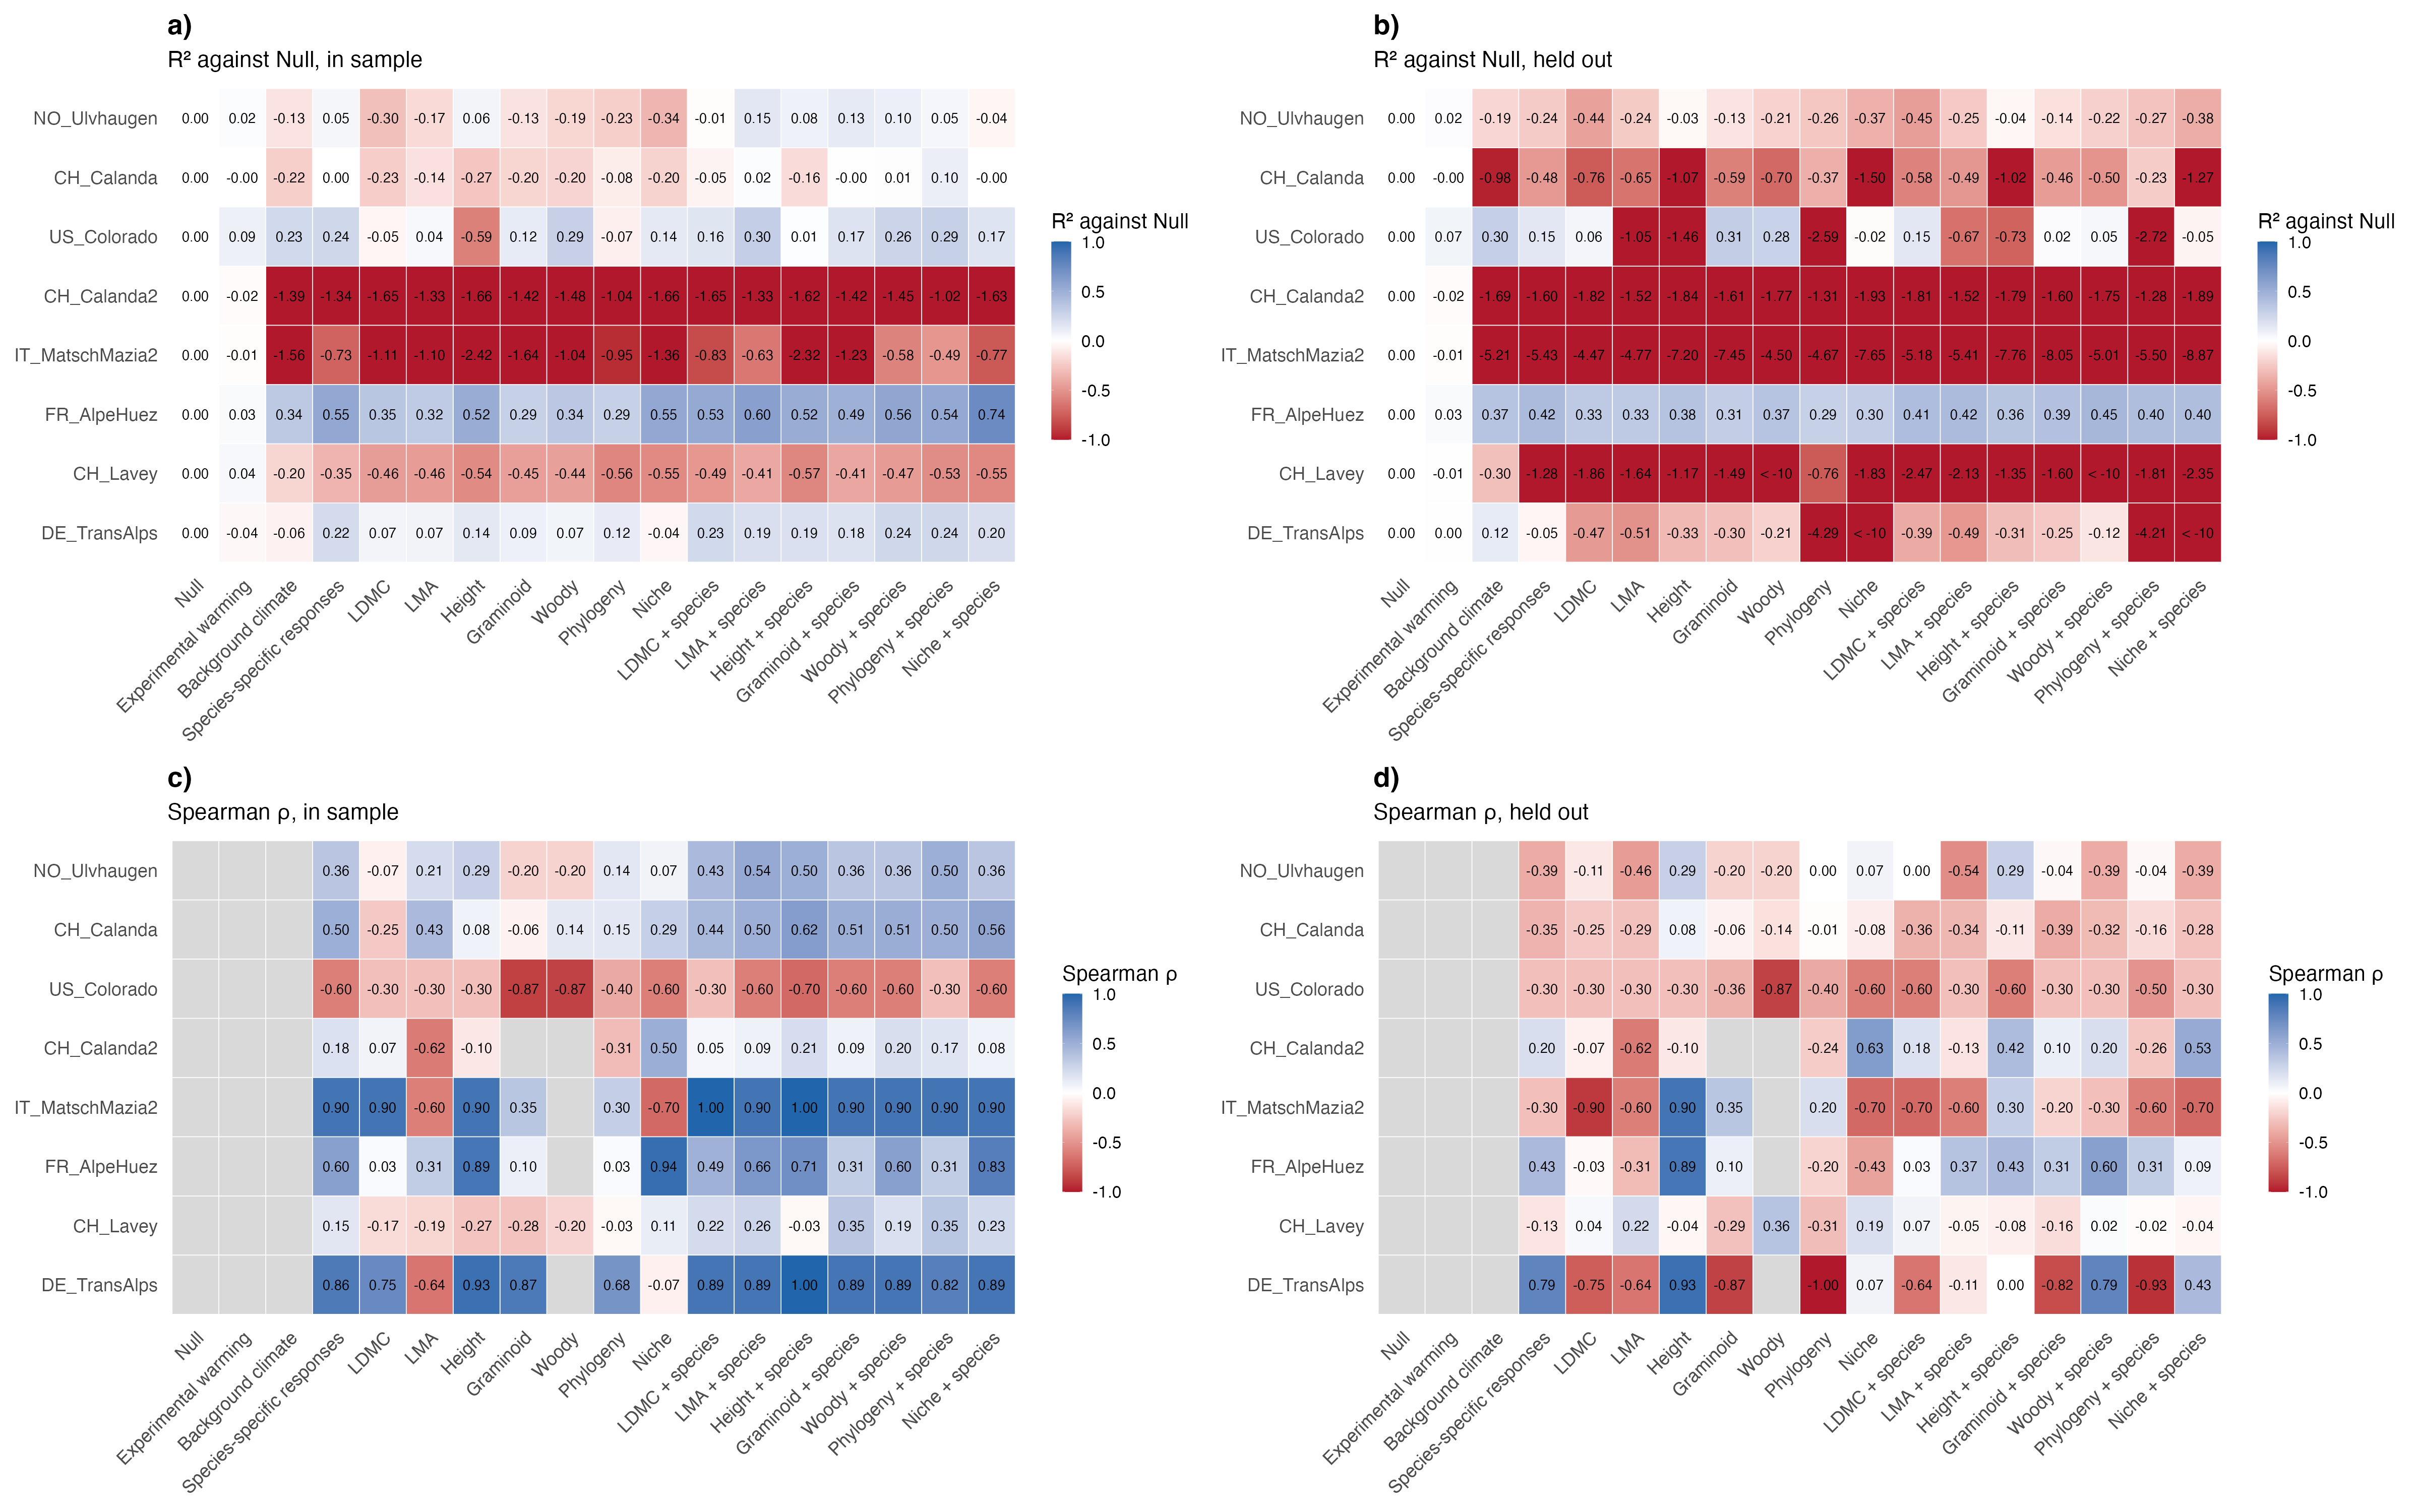 a)
R² against Null, in sample
NO_Ulvhaugen 0.00 0.02 -0.13 0.05 -0.30 -0.17 0.06 -0.13 -0.19 -0.23 -0.34 -0.01 0.15 0.08 0.13 0.10 0.05 -0.04
CH_Calanda 0.00 -0.00 -0.22 0.00 -0.23 -0.14 -0.27 -0.20 -0.20 -0.08 -0.20 -0.05 0.02 -0.16 -0.00 0.01 0.10 -0.00
US_Colorado 0.00 0.09 0.23 0.24 -0.05 0.04 -0.59 0.12 0.29 -0.07 0.14 0.16 0.30 0.01 0.17 0.26 0.29 0.17
CH_Calanda2 0.00 -0.02 -1.39 -1.34 -1.65 -1.33 -1.66 -1.42 -1.48 -1.04 -1.66 -1.65 -1.33 -1.62 -1.42 -1.45 -1.02 -1.63
IT_MatschMazia2 0.00 -0.01 -1.56 -0.73 -1.11 -1.10 -2.42 -1.64 -1.04 -0.95 -1.36 -0.83 -0.63 -2.32 -1.23 -0.58 -0.49 -0.77
FR_AlpeHuez 0.00 0.03 0.34 0.55 0.35 0.32 0.52 0.29 0.34 0.29 0.55 0.53 0.60 0.52 0.49 0.56 0.54 0.74
CH_Lavey 0.00 0.04 -0.20 -0.35 -0.46 -0.46 -0.54 -0.45 -0.44 -0.56 -0.55 -0.49 -0.41 -0.57 -0.41 -0.47 -0.53 -0.55
DE_TransAlps 0.00 -0.04 -0.06 0.22 0.07 0.07 0.14 0.09 0.07 0.12 -0.04 0.23 0.19 0.19 0.18 0.24 0.24 0.20
Null
Experimental warming
Background climate
Species-specific responses
LDMC
LMA
Height
Graminoid
Woody
Phylogeny
Niche
LDMC + species
LMA + species
Height + species
Graminoid + species
Woody + species
Phylogeny + species
Niche + species
R² against Null
1.0
0.5
0.0
-0.5
-1.0
b)
R² against Null, held out
NO_Ulvhaugen 0.00 0.02 -0.19 -0.24 -0.44 -0.24 -0.03 -0.13 -0.21 -0.26 -0.37 -0.45 -0.25 -0.04 -0.14 -0.22 -0.27 -0.38
CH_Calanda 0.00 -0.00 -0.98 -0.48 -0.76 -0.65 -1.07 -0.59 -0.70 -0.37 -1.50 -0.58 -0.49 -1.02 -0.46 -0.50 -0.23 -1.27
US_Colorado 0.00 0.07 0.30 0.15 0.06 -1.05 -1.46 0.31 0.28 -2.59 -0.02 0.15 -0.67 -0.73 0.02 0.05 -2.72 -0.05
CH_Calanda2 0.00 -0.02 -1.69 -1.60 -1.82 -1.52 -1.84 -1.61 -1.77 -1.31 -1.93 -1.81 -1.52 -1.79 -1.60 -1.75 -1.28 -1.89
IT_MatschMazia2 0.00 -0.01 -5.21 -5.43 -4.47 -4.77 -7.20 -7.45 -4.50 -4.67 -7.65 -5.18 -5.41 -7.76 -8.05 -5.01 -5.50 -8.87
FR_AlpeHuez 0.00 0.03 0.37 0.42 0.33 0.33 0.38 0.31 0.37 0.29 0.30 0.41 0.42 0.36 0.39 0.45 0.40 0.40
CH_Lavey 0.00 -0.01 -0.30 -1.28 -1.86 -1.64 -1.17 -1.49 < -10 -0.76 -1.83 -2.47 -2.13 -1.35 -1.60 < -10 -1.81 -2.35
DE_TransAlps 0.00 0.00 0.12 -0.05 -0.47 -0.51 -0.33 -0.30 -0.21 -4.29 < -10 -0.39 -0.49 -0.31 -0.25 -0.12 -4.21 < -10
Null
Experimental warming
Background climate
Species-specific responses
LDMC
LMA
Height
Graminoid
Woody
Phylogeny
Niche
LDMC + species
LMA + species
Height + species
Graminoid + species
Woody + species
Phylogeny + species
Niche + species
R² against Null
1.0
0.5
0.0
-0.5
-1.0
c)
Spearman ρ, in sample
NO_Ulvhaugen 0.36 -0.07 0.21 0.29 -0.20 -0.20 0.14 0.07 0.43 0.54 0.50 0.36 0.36 0.50 0.36
CH_Calanda 0.50 -0.25 0.43 0.08 -0.06 0.14 0.15 0.29 0.44 0.50 0.62 0.51 0.51 0.50 0.56
US_Colorado -0.60 -0.30 -0.30 -0.30 -0.87 -0.87 -0.40 -0.60 -0.30 -0.60 -0.70 -0.60 -0.60 -0.30 -0.60
CH_Calanda2 0.18 0.07 -0.62 -0.10 -0.31 0.50 0.05 0.09 0.21 0.09 0.20 0.17 0.08
IT_MatschMazia2 0.90 0.90 -0.60 0.90 0.35 0.30 -0.70 1.00 0.90 1.00 0.90 0.90 0.90 0.90
FR_AlpeHuez 0.60 0.03 0.31 0.89 0.10 0.03 0.94 0.49 0.66 0.71 0.31 0.60 0.31 0.83
CH_Lavey 0.15 -0.17 -0.19 -0.27 -0.28 -0.20 -0.03 0.11 0.22 0.26 -0.03 0.35 0.19 0.35 0.23
DE_TransAlps 0.86 0.75 -0.64 0.93 0.87 0.68 -0.07 0.89 0.89 1.00 0.89 0.89 0.82 0.89
Null
Experimental warming
Background climate
Species-specific responses
LDMC
LMA
Height
Graminoid
Woody
Phylogeny
Niche
LDMC + species
LMA + species
Height + species
Graminoid + species
Woody + species
Phylogeny + species
Niche + species
Spearman ρ
1.0
0.5
0.0
-0.5
-1.0
d)
Spearman ρ, held out
NO_Ulvhaugen -0.39 -0.11 -0.46 0.29 -0.20 -0.20 0.00 0.07 0.00 -0.54 0.29 -0.04 -0.39 -0.04 -0.39
CH_Calanda -0.35 -0.25 -0.29 0.08 -0.06 -0.14 -0.01 -0.08 -0.36 -0.34 -0.11 -0.39 -0.32 -0.16 -0.28
US_Colorado -0.30 -0.30 -0.30 -0.30 -0.36 -0.87 -0.40 -0.60 -0.60 -0.30 -0.60 -0.30 -0.30 -0.50 -0.30
CH_Calanda2 0.20 -0.07 -0.62 -0.10 -0.24 0.63 0.18 -0.13 0.42 0.10 0.20 -0.26 0.53
IT_MatschMazia2 -0.30 -0.90 -0.60 0.90 0.35 0.20 -0.70 -0.70 -0.60 0.30 -0.20 -0.30 -0.60 -0.70
FR_AlpeHuez 0.43 -0.03 -0.31 0.89 0.10 -0.20 -0.43 0.03 0.37 0.43 0.31 0.60 0.31 0.09
CH_Lavey -0.13 0.04 0.22 -0.04 -0.29 0.36 -0.31 0.19 0.07 -0.05 -0.08 -0.16 0.02 -0.02 -0.04
DE_TransAlps 0.79 -0.75 -0.64 0.93 -0.87 -1.00 0.07 -0.64 -0.11 0.00 -0.82 0.79 -0.93 0.43
Null
Experimental warming
Background climate
Species-specific responses
LDMC
LMA
Height
Graminoid
Woody
Phylogeny
Niche
LDMC + species
LMA + species
Height + species
Graminoid + species
Woody + species
Phylogeny + species
Niche + species
Spearman ρ
1.0
0.5
0.0
-0.5
-1.0